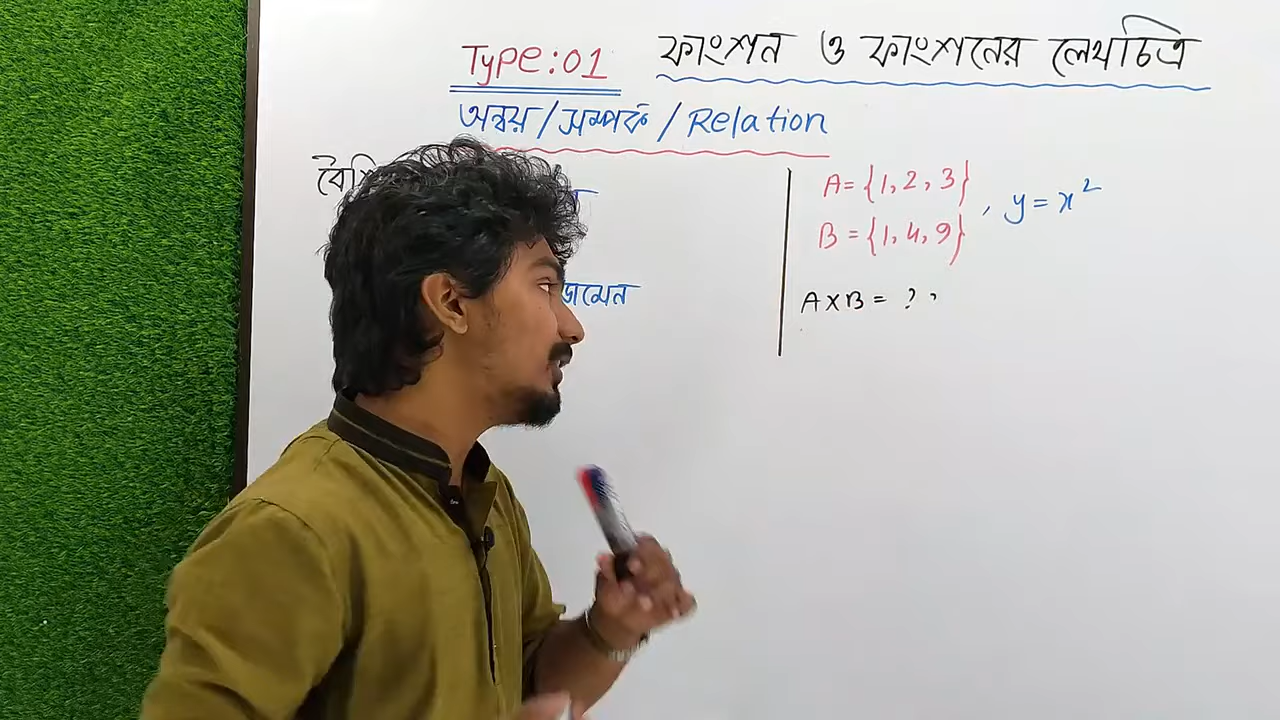 Type:01 ফাংশন ও ফাংশনের লেখচিত্র
অন্বয়/সম্পর্ক/Relation
A={1,2,3}
B={1,4,9}
, y=x²
A×B= ? ,